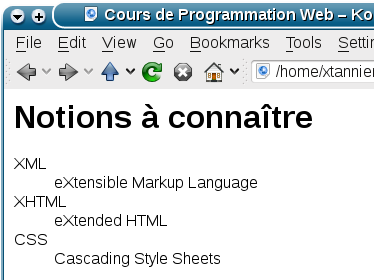 Cours de Programmation Web – Ko
File Edit View Go Bookmarks Tools
/home/xtannier
Notions à connaître
XML
eXtensible Markup Language
XHTML
eXtended HTML
CSS
Cascading Style Sheets